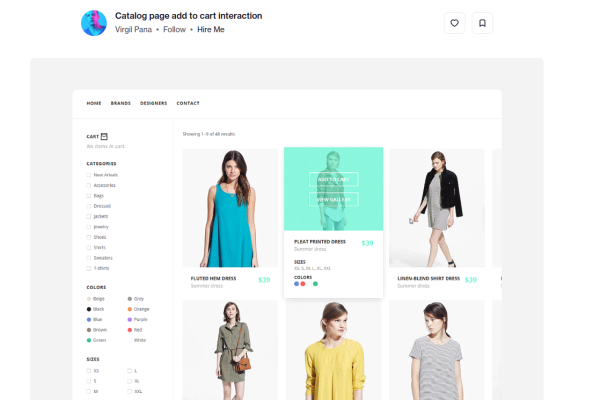 Catalog page add to cart interaction
Virgil Pana • Follow • Hire Me
HOME BRANDS DESIGNERS CONTACT
CART
No items in cart.
CATEGORIES
New Arrivals
Accessories
Bags
Dressed
Jackets
Jewelry
Shoes
Shirts
Sweaters
T-shirts
COLORS
Beige Grey
Black Orange
Blue Purple
Brown Red
Green White
SIZES
XS L
S XL
M XXL
Showing 1–9 of 48 results
FLUTED HEM DRESS $39
Summer dress
ADD TO CART
VIEW GALLERY
PLEAT PRINTED DRESS $39
Summer dress
SIZES
XS, S, M, L, XL, XXL
COLORS
LINEN-BLEND SHIRT DRESS $39
Summer dress